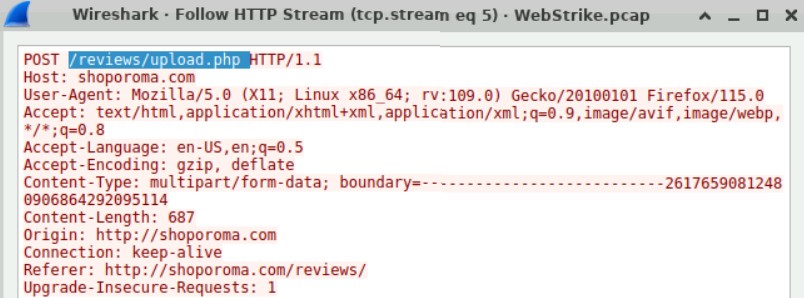 Wireshark · Follow HTTP Stream (tcp.stream eq 5) · WebStrike.pcap
POST /reviews/upload.php HTTP/1.1
Host: shoporoma.com
User-Agent: Mozilla/5.0 (X11; Linux x86_64; rv:109.0) Gecko/20100101 Firefox/115.0
Accept: text/html,application/xhtml+xml,application/xml;q=0.9,image/avif,image/webp,
*/*;q=0.8
Accept-Language: en-US,en;q=0.5
Accept-Encoding: gzip, deflate
Content-Type: multipart/form-data; boundary=---------------------------2617659081248
0906864292095114
Content-Length: 687
Origin: http://shoporoma.com
Connection: keep-alive
Referer: http://shoporoma.com/reviews/
Upgrade-Insecure-Requests: 1